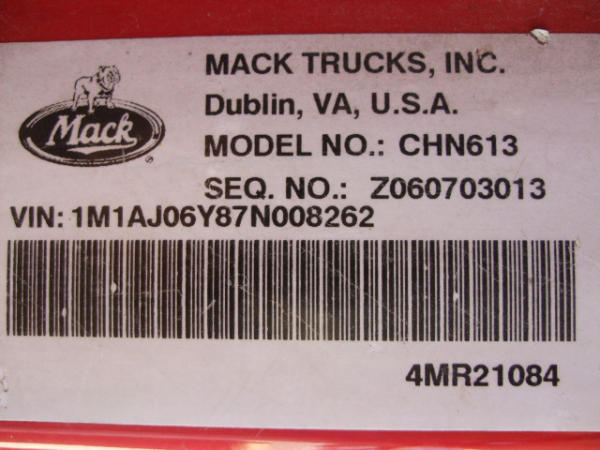 Mack
®
MACK TRUCKS, INC.
Dublin, VA, U.S.A.
MODEL NO.: CHN613
SEQ. NO.: Z060703013
VIN: 1M1AJ06Y87N008262
4MR21084